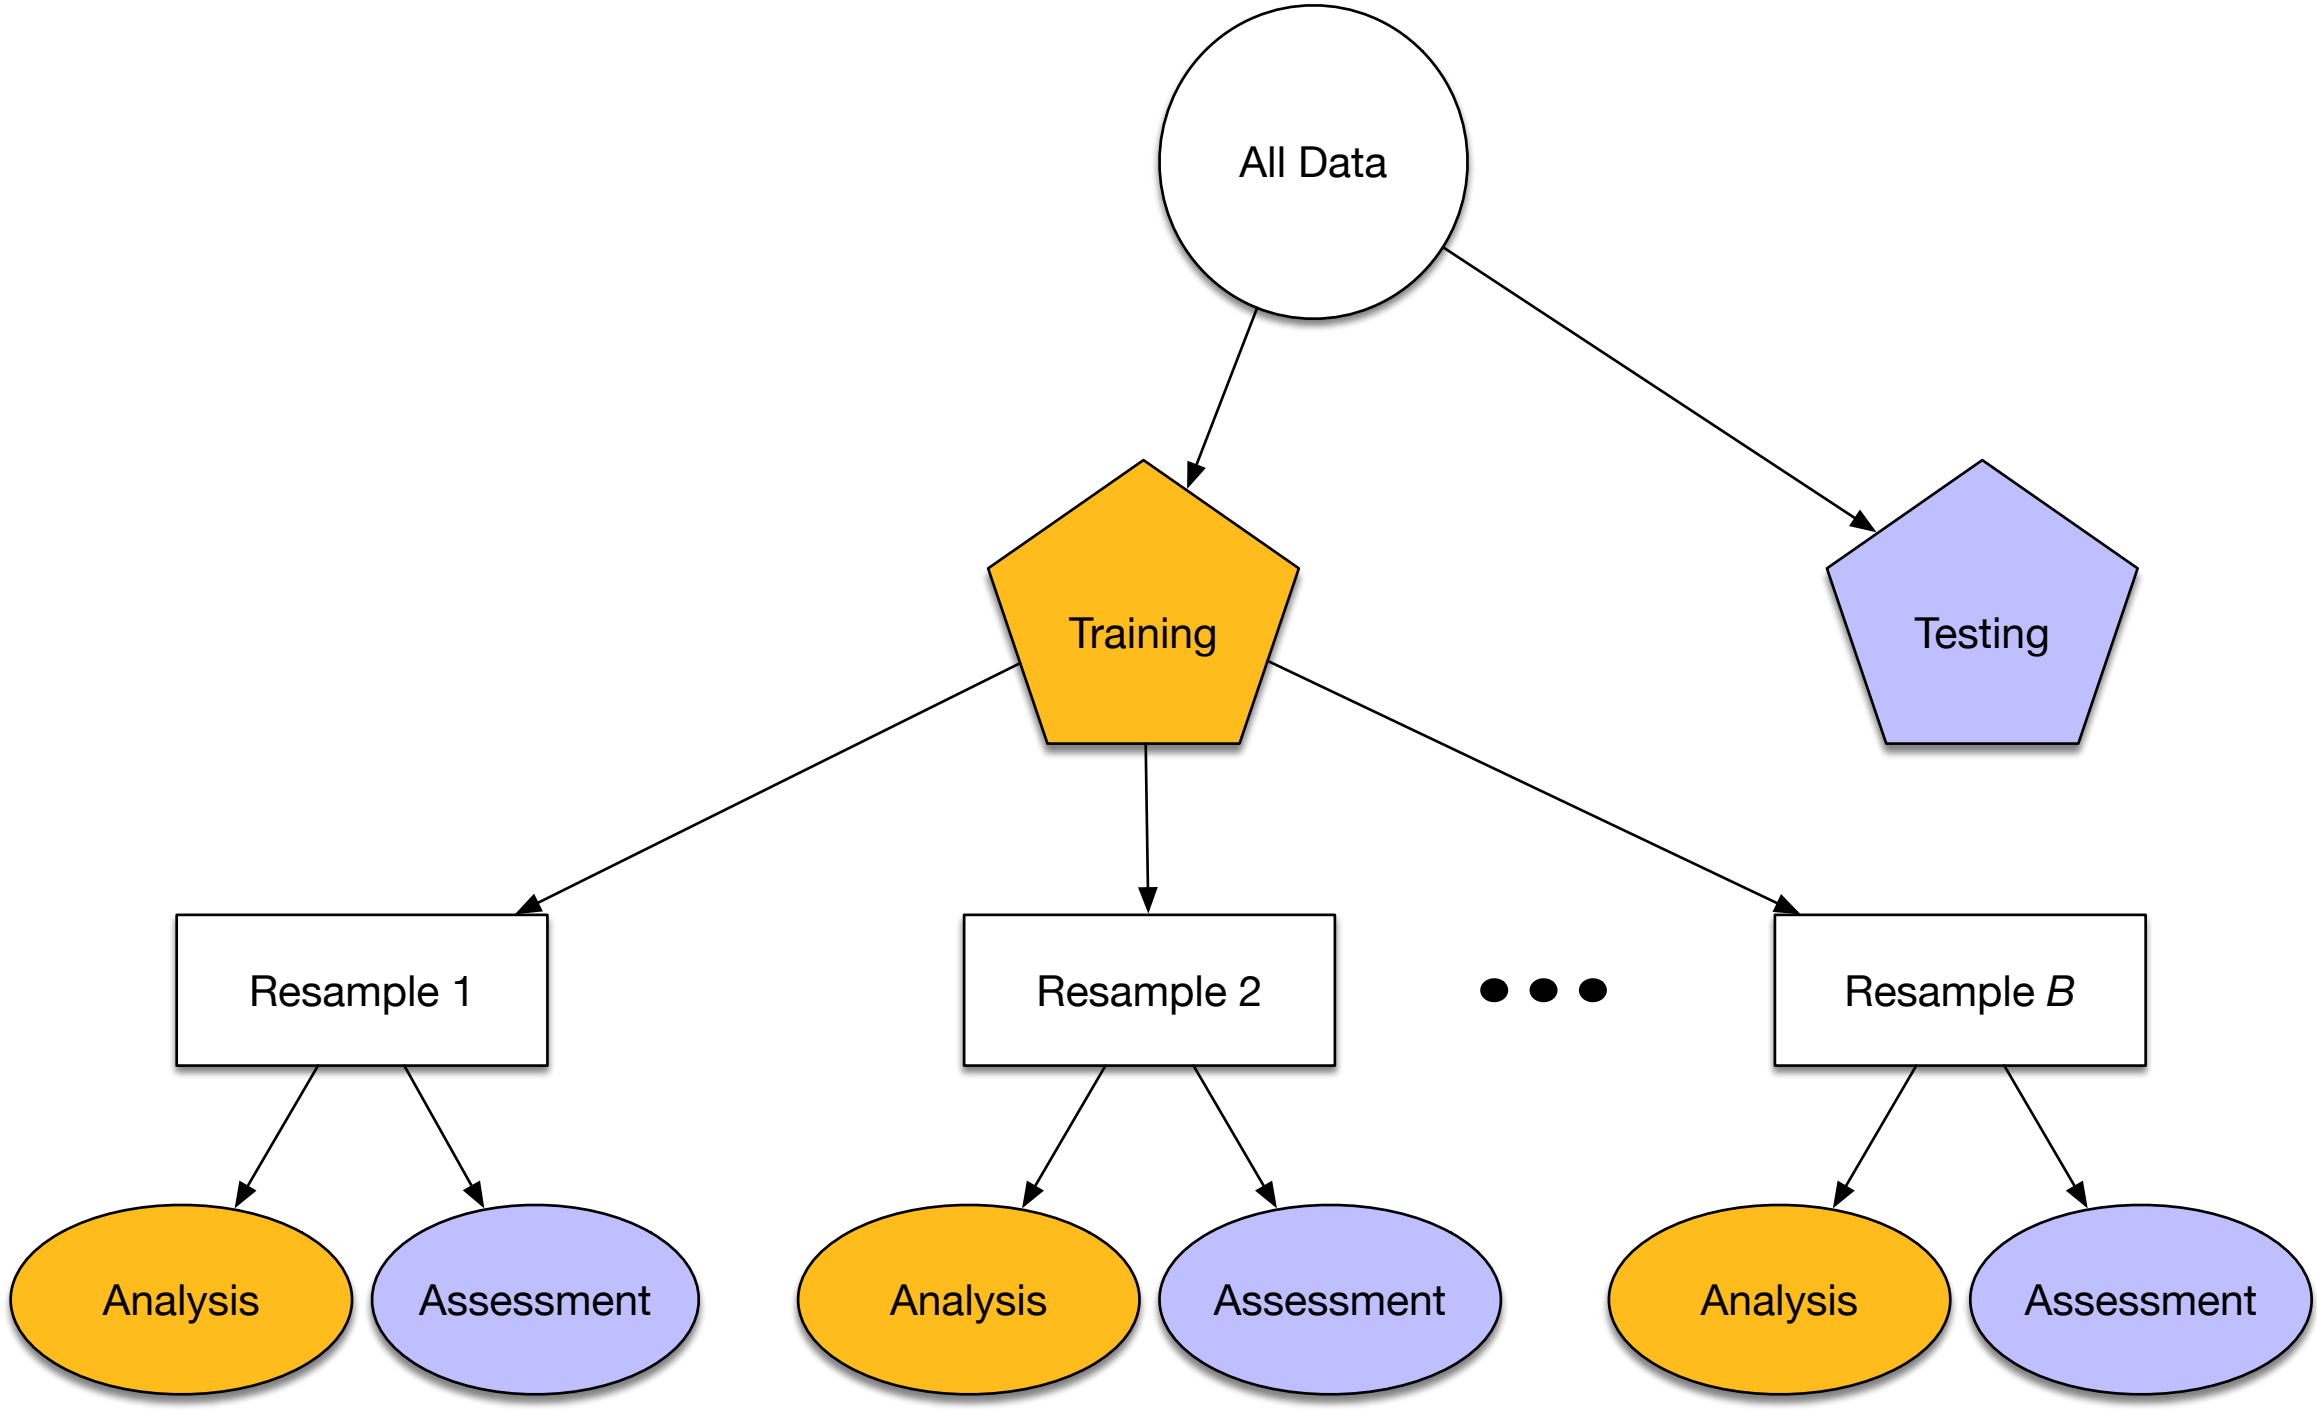 All Data
Training
Testing
Resample 1
Resample 2
Resample B
Analysis
Assessment
Analysis
Assessment
Analysis
Assessment